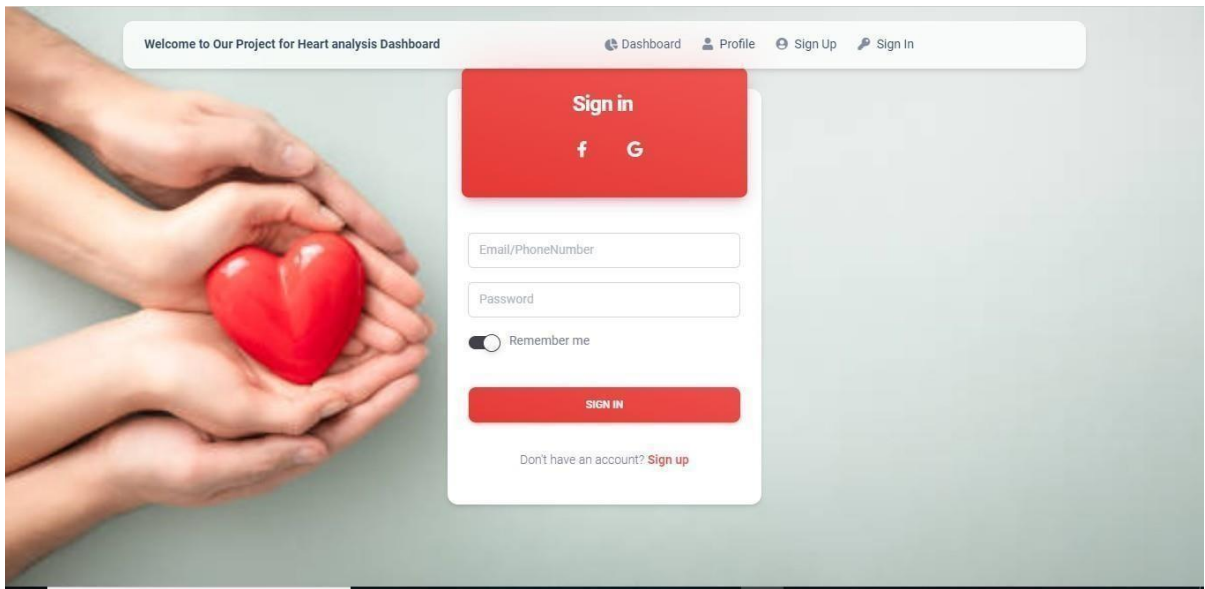 Welcome to Our Project for Heart analysis Dashboard Dashboard Profile Sign Up Sign In
Sign in
f G
Email/PhoneNumber
Password
Remember me
SIGN IN
Don't have an account? Sign up